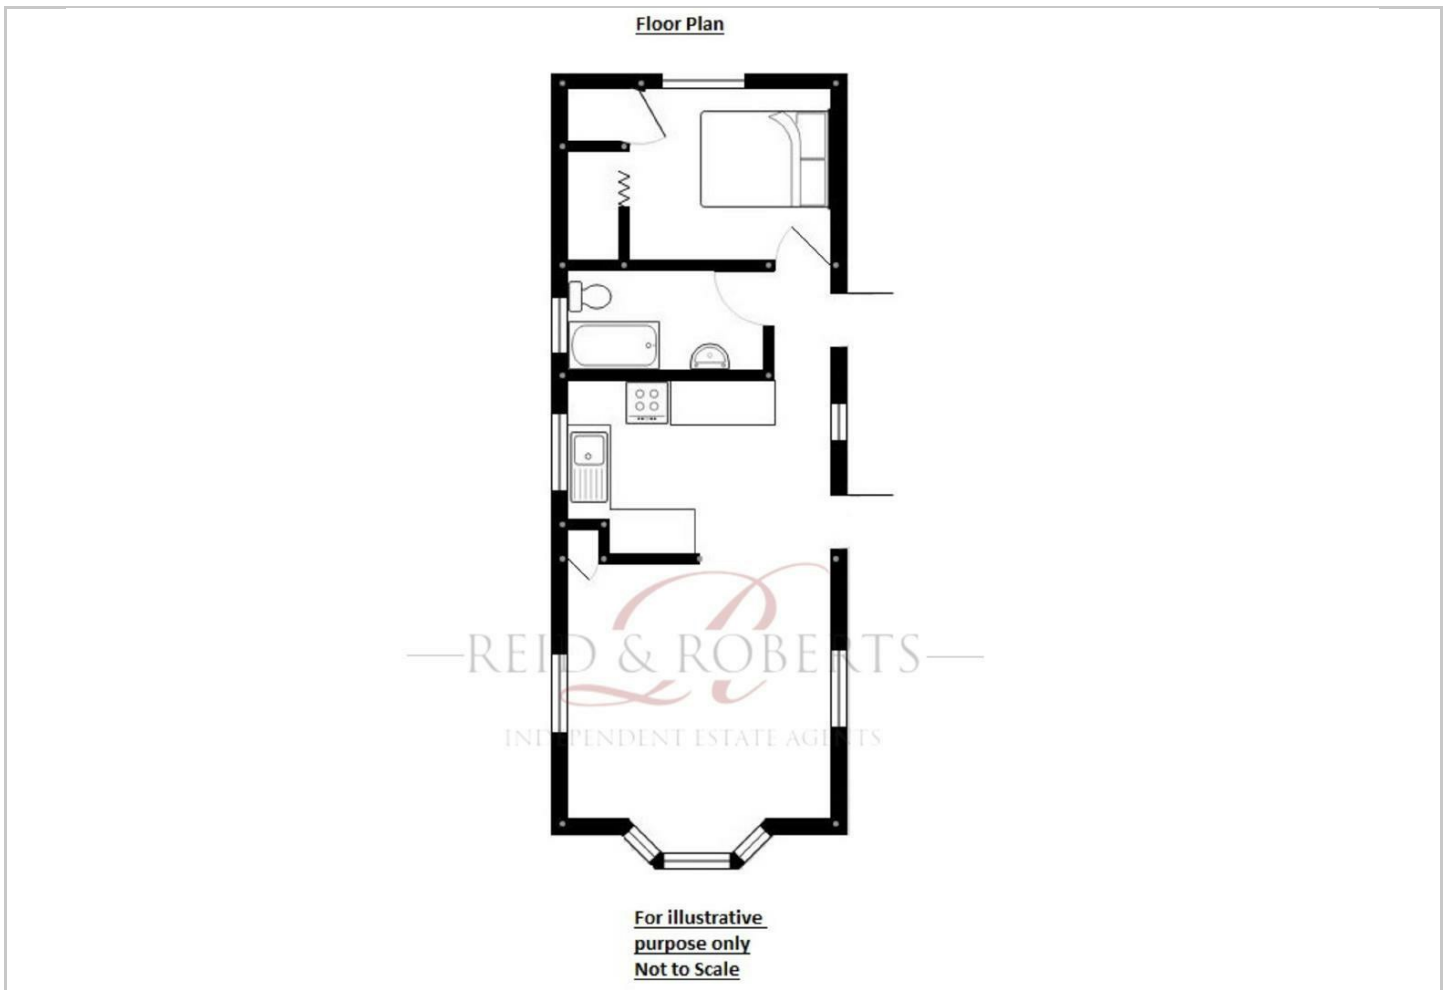 Floor Plan
REID & ROBERTS
INDEPENDENT ESTATE AGENTS
For illustrative
purpose only
Not to Scale